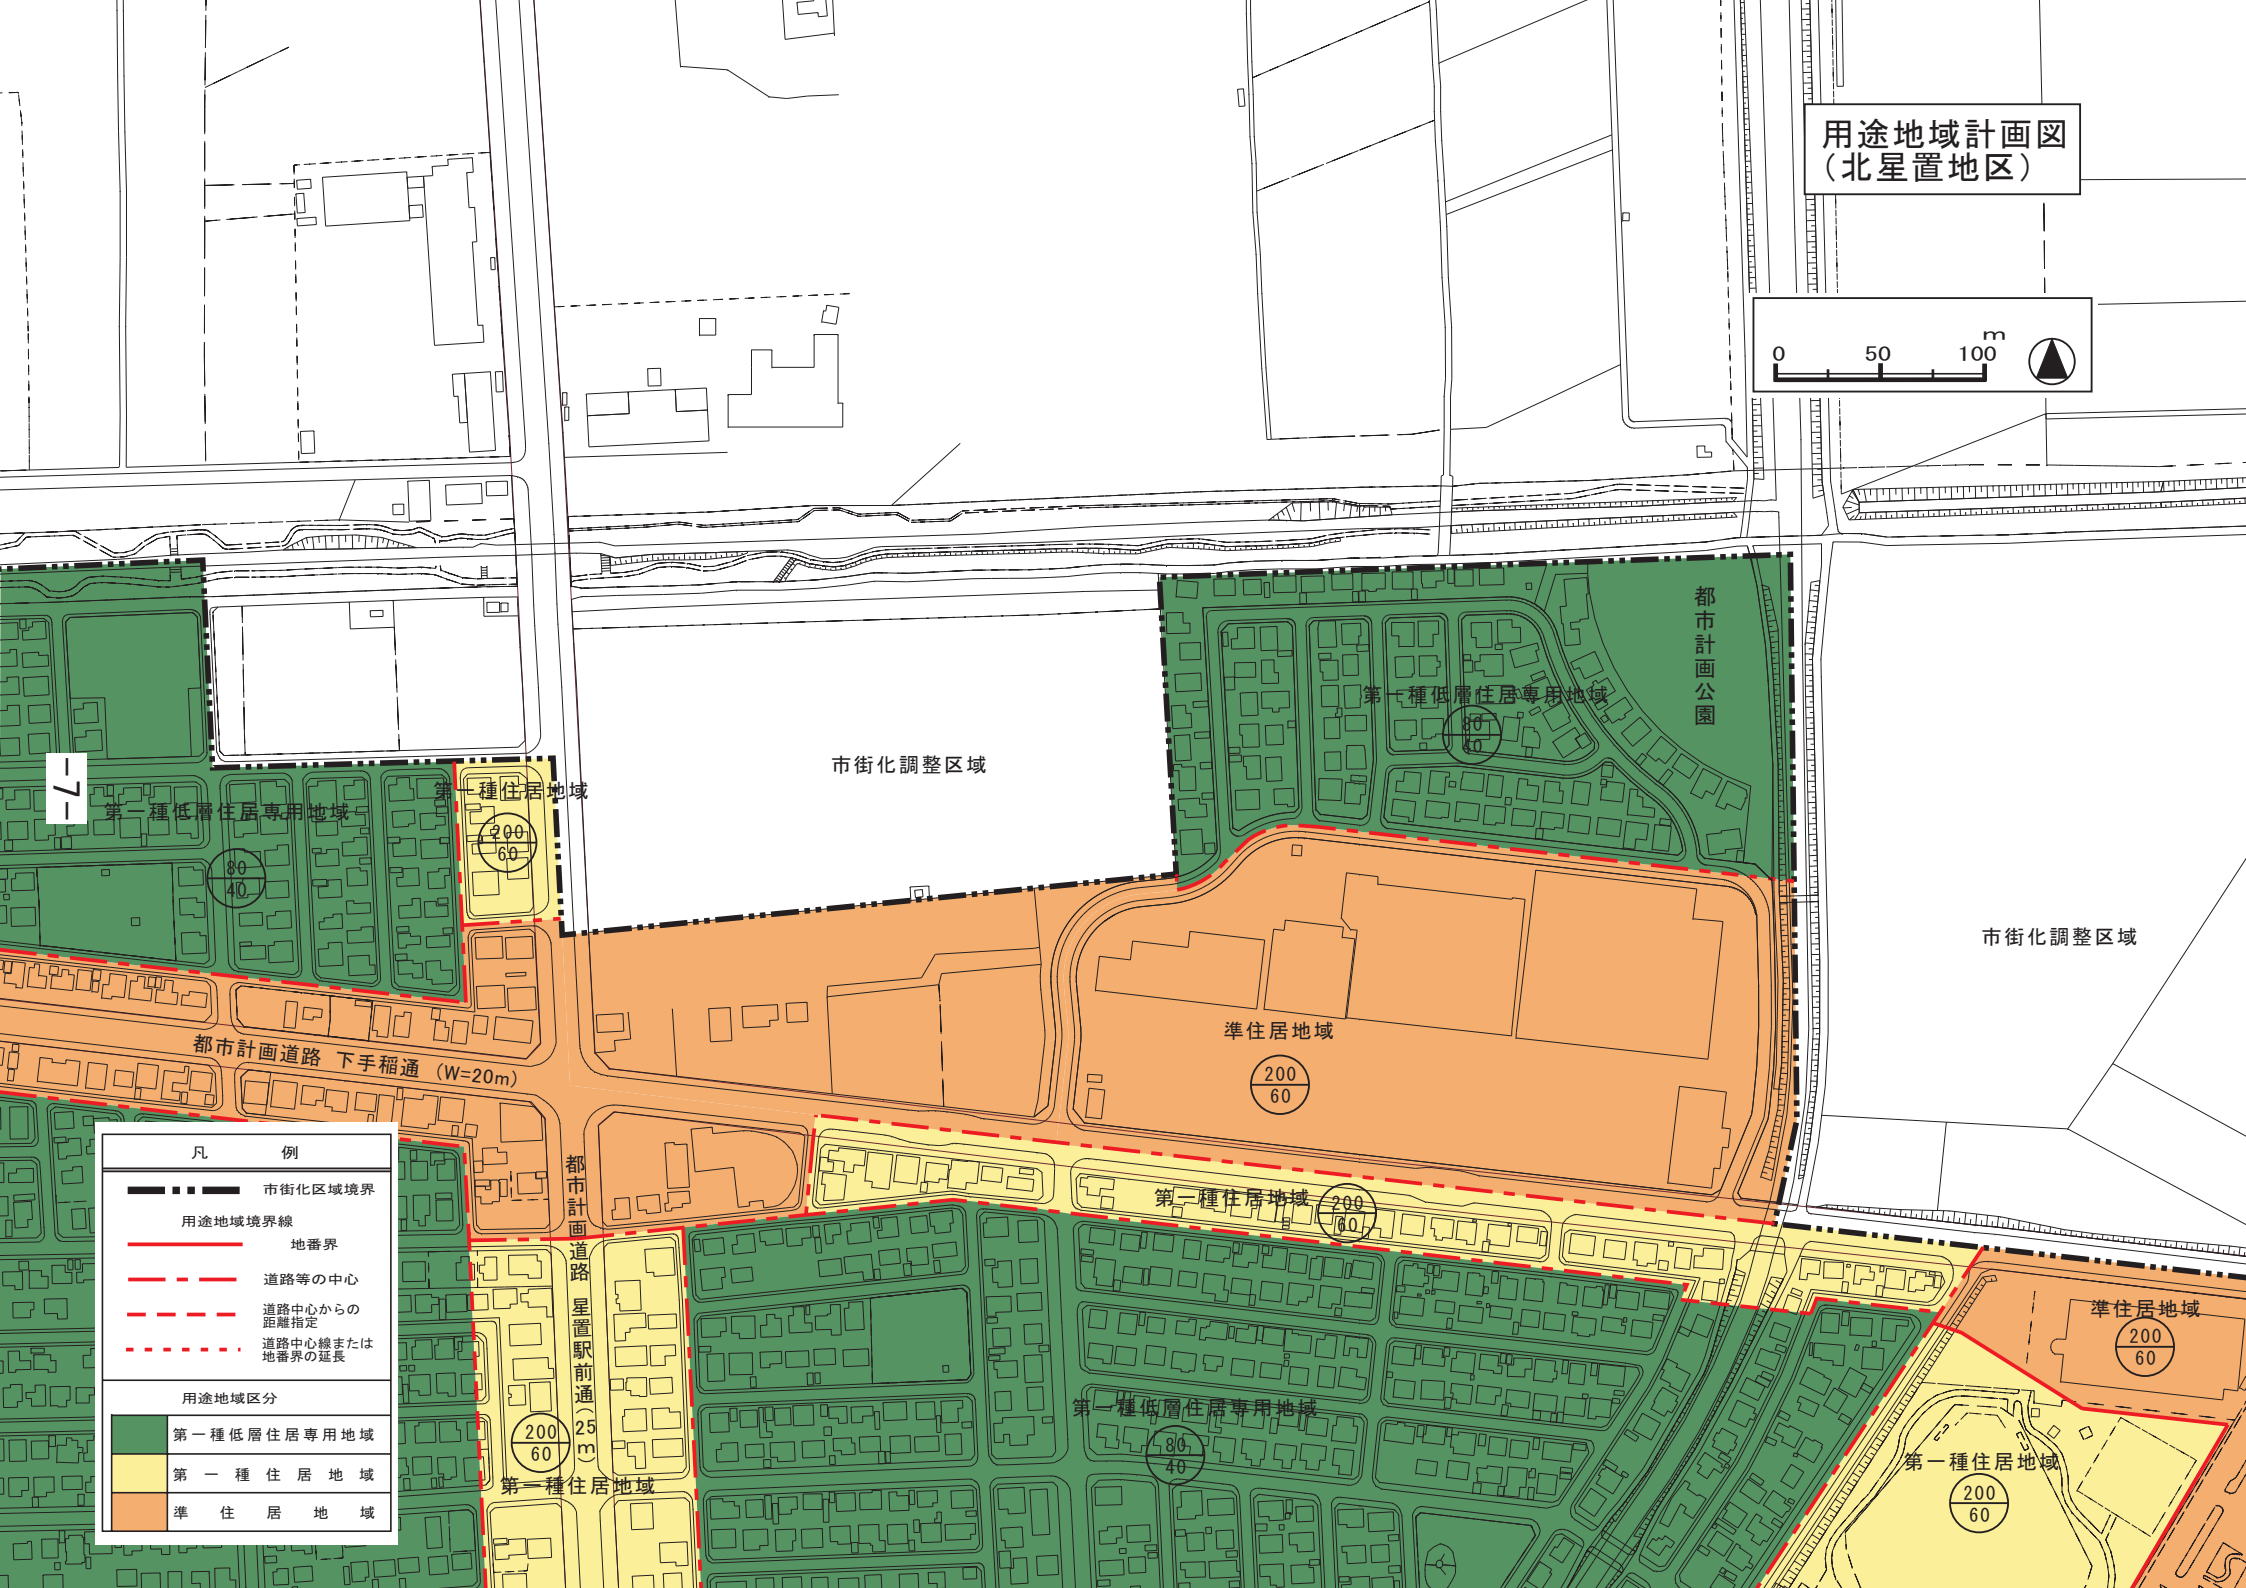 用途地域計画図
（北星置地区）
m
0 50 100
都市計画公園
第一種低層住居専用地域
80
40
市街化調整区域
第一種住居地域
200
60
-7-
第一種低層住居専用地域
80
40
市街化調整区域
準住居地域
200
60
都市計画道路 下手稲通 (W=20m)
都市計画道路 星置駅前通(25m)
第一種住居地域
200
60
準住居地域
200
60
第一種低層住居専用地域
80
40
200
60
第一種住居地域
第一種住居地域
200
60
凡例
市街化区域境界
用途地域境界線
地番界
道路等の中心
道路中心からの
距離指定
道路中心線または
地番界の延長
用途地域区分
第一種低層住居専用地域
第一種住居地域
準住居地域